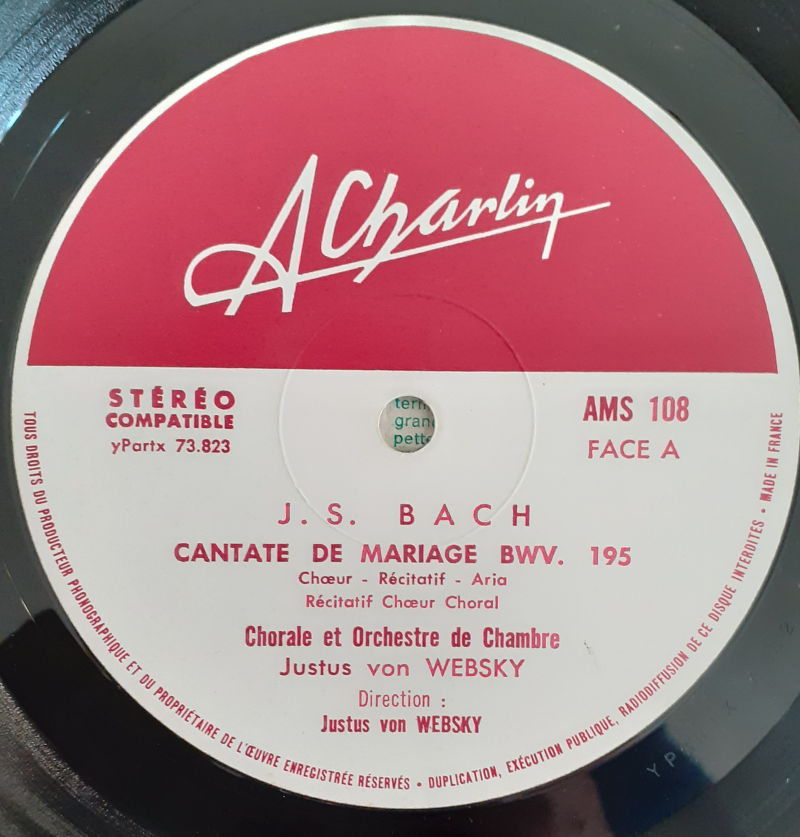 A Charlin
STÉRÉO
COMPATIBLE
yPartx 73.823
AMS 108
FACE A
J. S. BACH
CANTATE DE MARIAGE BWV. 195
Chœur - Récitatif - Aria
Récitatif Chœur Choral
Chorale et Orchestre de Chambre
Justus von WEBSKY
Direction :
Justus von WEBSKY
TOUS DROITS DU PRODUCTEUR PHONOGRAPHIQUE ET DU PROPRIÉTAIRE DE L'ŒUVRE ENREGISTRÉE RÉSERVÉS • DUPLICATION, EXÉCUTION PUBLIQUE, RADIODIFFUSION DE CE DISQUE INTERDITES • MADE IN FRANCE